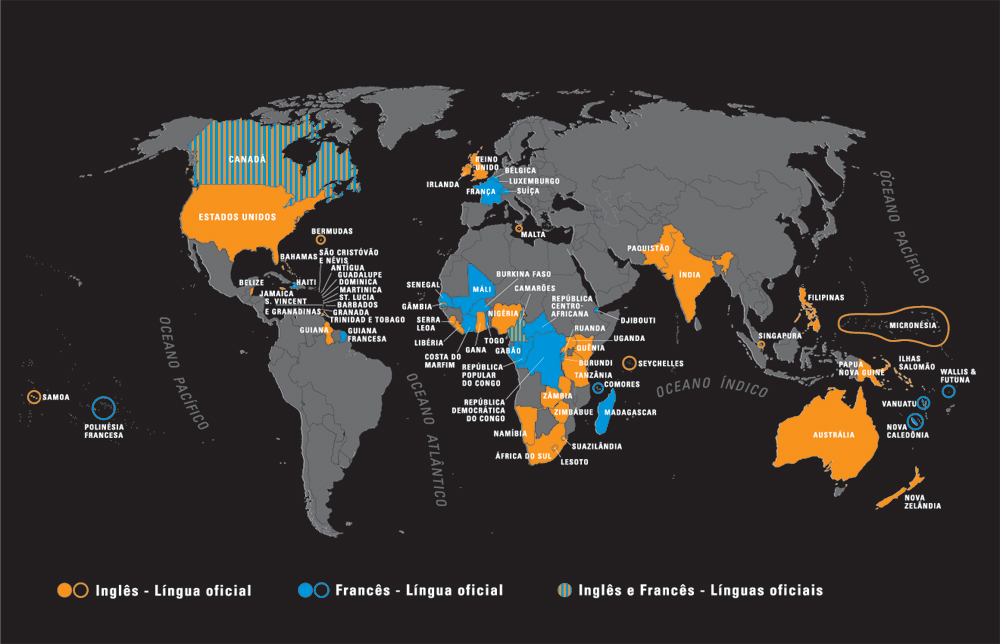 CANADÁ
ESTADOS UNIDOS
BERMUDAS
BAHAMAS
SÃO CRISTÓVÃO
E NÉVIS
ANTÍGUA
GUADALUPE
DOMINICA
MARTINICA
ST. LUCIA
BARBADOS
GRANADA
TRINIDAD E TOBAGO
BELIZE
HAITI
JAMAICA
S. VINCENT
E GRANADINAS
GUIANA
GUIANA
FRANCESA
SAMOA
POLINÉSIA
FRANCESA
OCEANO PACÍFICO
OCEANO ATLÂNTICO
REINO
UNIDO
IRLANDA
BÉLGICA
LUXEMBURGO
SUÍÇA
FRANÇA
MALTA
SENEGAL
GÂMBIA
SERRA
LEOA
LIBÉRIA
COSTA DO
MARFIM
MÁLI
BURKINA FASO
CAMARÕES
NIGÉRIA
REPÚBLICA
CENTRO-
AFRICANA
GANA
TOGO
GABÃO
REPÚBLICA
POPULAR
DO CONGO
REPÚBLICA
DEMOCRÁTICA
DO CONGO
DJIBOUTI
RUANDA
UGANDA
QUÊNIA
BURUNDI
TANZÂNIA
SEYCHELLES
COMORES
ZÂMBIA
ZIMBÁBUE
MADAGASCAR
NAMÍBIA
ÁFRICA DO SUL
SUAZILÂNDIA
LESOTO
OCEANO ÍNDICO
PAQUISTÃO
ÍNDIA
FILIPINAS
SINGAPURA
OCEANO PACÍFICO
MICRONÉSIA
PAPUA
NOVA GUINÉ
ILHAS
SALOMÃO
WALLIS &
FUTUNA
VANUATU
NOVA
CALEDÔNIA
AUSTRÁLIA
NOVA
ZELÂNDIA
Inglês - Língua oficial
Francês - Língua oficial
Inglês e Francês - Línguas oficiais